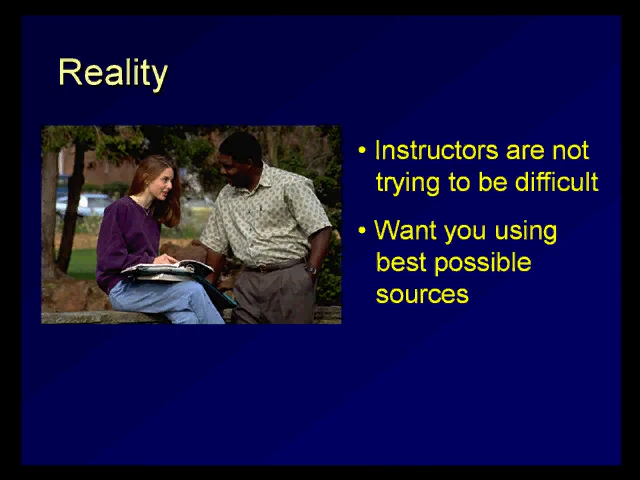 Reality
• Instructors are not
trying to be difficult
• Want you using
best possible
sources